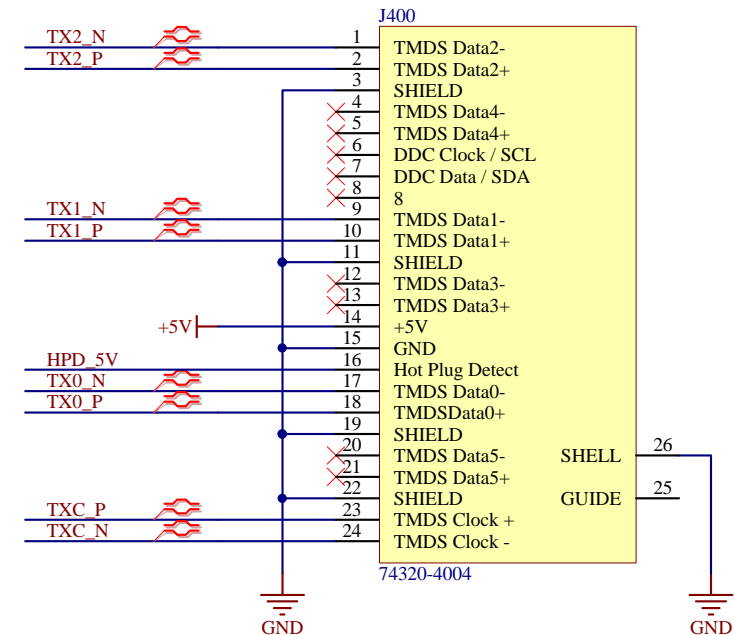 J400
TX2_N 1 TMDS Data2-
TX2_P 2 TMDS Data2+
3 SHIELD
4 TMDS Data4-
5 TMDS Data4+
6 DDC Clock / SCL
7 DDC Data / SDA
8 8
TX1_N 9 TMDS Data1-
TX1_P 10 TMDS Data1+
11 SHIELD
12 TMDS Data3-
13 TMDS Data3+
+5V 14 +5V
15 GND
HPD_5V 16 Hot Plug Detect
TX0_N 17 TMDS Data0-
TX0_P 18 TMDSData0+
19 SHIELD
20 TMDS Data5- SHELL 26
21 TMDS Data5+
22 SHIELD GUIDE 25
TXC_P 23 TMDS Clock +
TXC_N 24 TMDS Clock -
74320-4004
GND GND